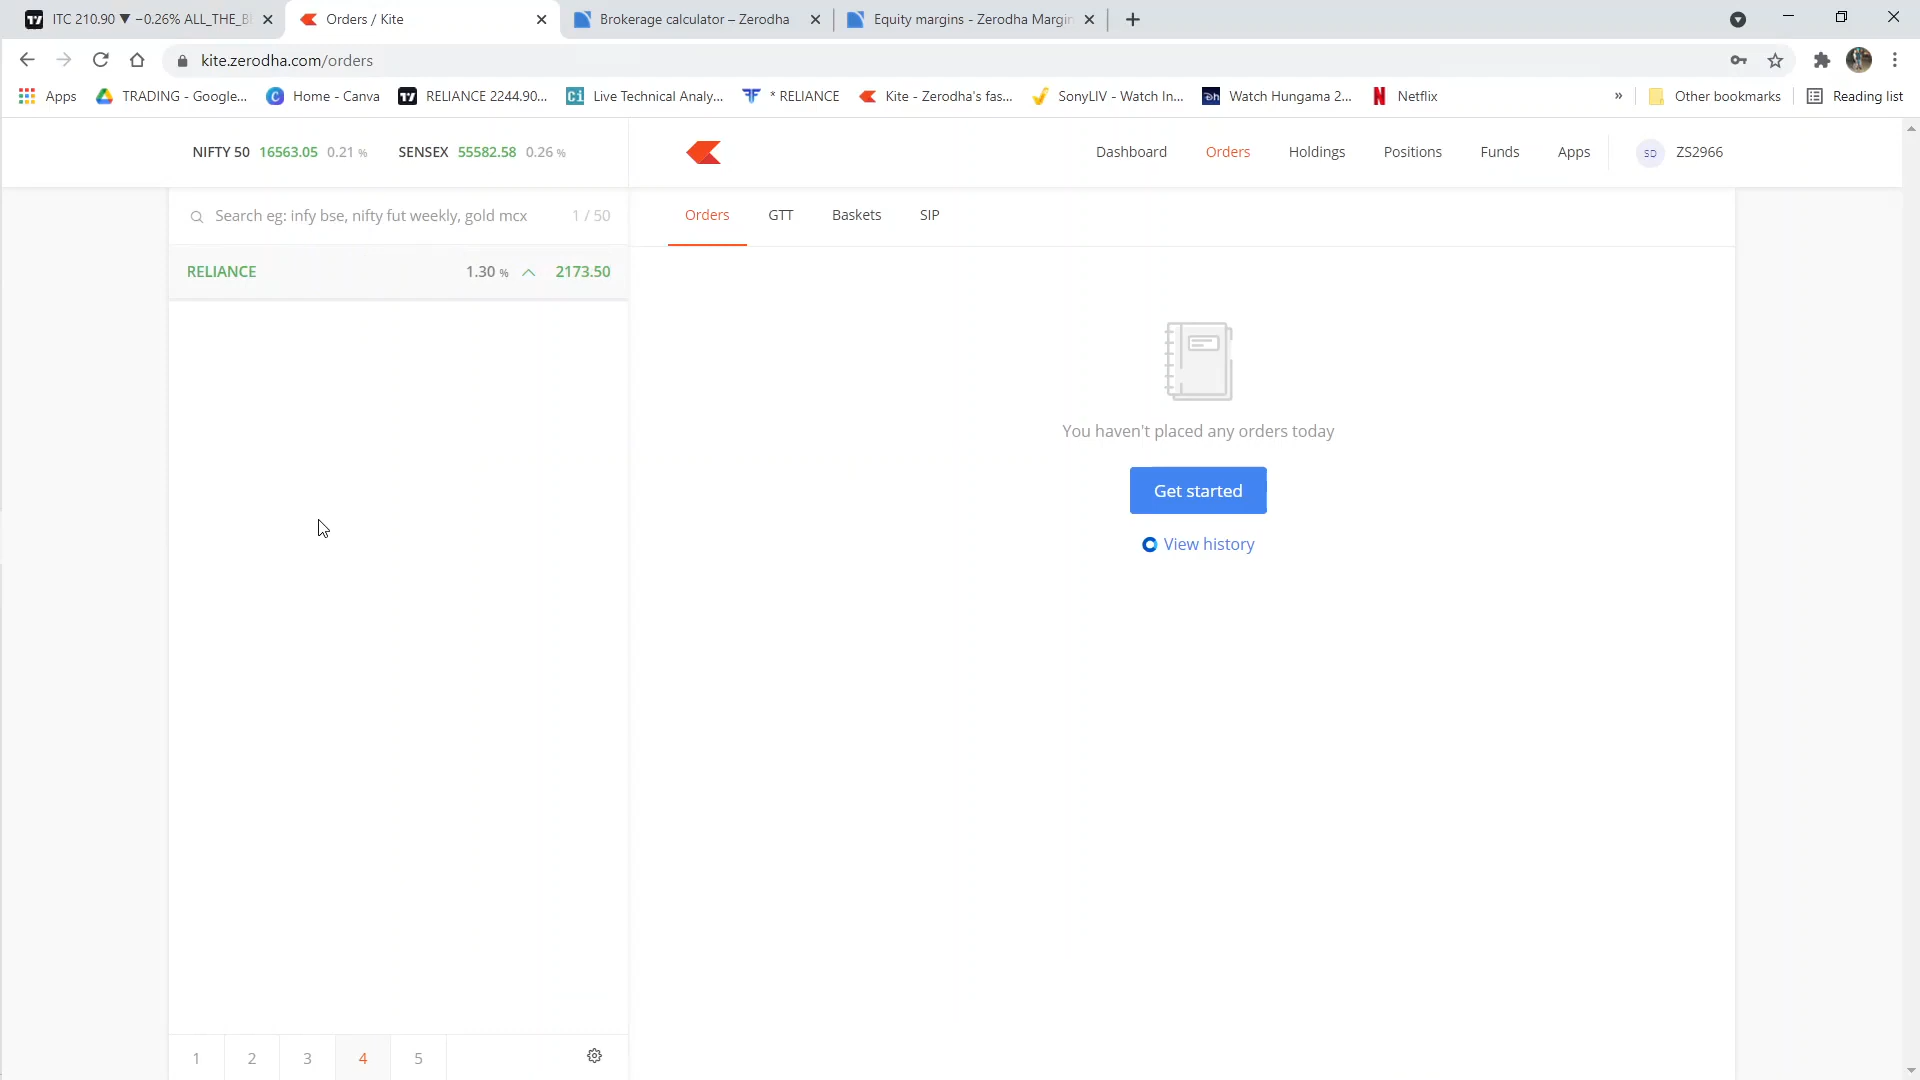 ITC 210.90 ▼ −0.26% ALL_THE_B
Orders / Kite
Brokerage calculator – Zerodha
Equity margins - Zerodha Margin
kite.zerodha.com/orders
Apps
TRADING - Google...
Home - Canva
RELIANCE 2244.90...
Live Technical Analy...
* RELIANCE
Kite - Zerodha's fas...
SonyLIV - Watch In...
Watch Hungama 2...
Netflix
»
Other bookmarks
Reading list
NIFTY 50 16563.05 0.21 %
SENSEX 55582.58 0.26 %
Dashboard
Orders
Holdings
Positions
Funds
Apps
SD
ZS2966
Search eg: infy bse, nifty fut weekly, gold mcx
1 / 50
Orders
GTT
Baskets
SIP
RELIANCE 1.30 % 2173.50
You haven't placed any orders today
Get started
View history
1 2 3 4 5